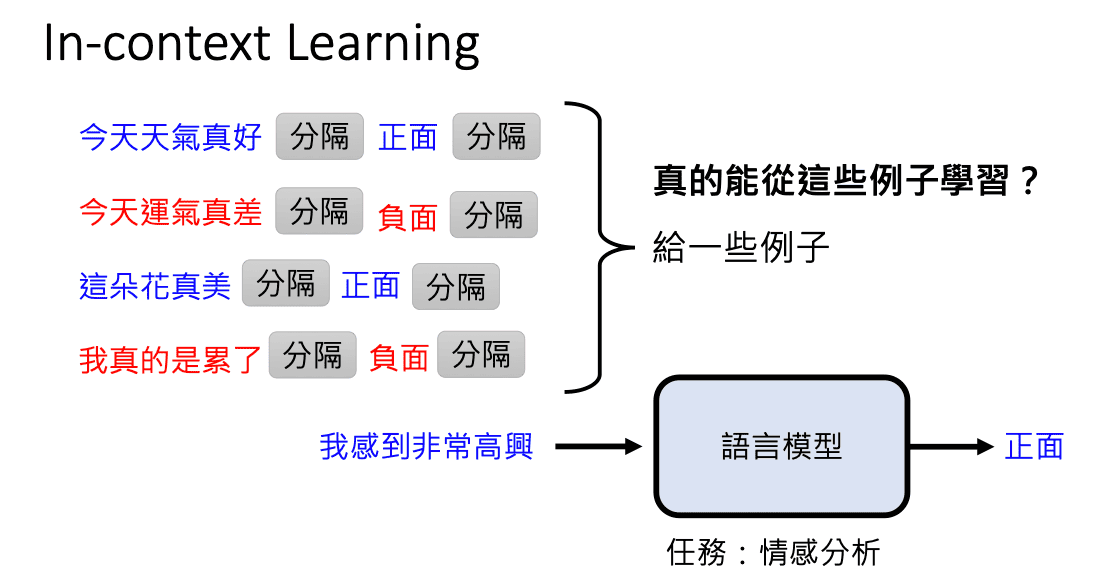 In-context Learning
今天天氣真好 分隔 正面 分隔
今天運氣真差 分隔 負面 分隔
這朵花真美 分隔 正面 分隔
我真的是累了 分隔 負面 分隔
真的能從這些例子學習？
給一些例子
我感到非常高興
語言模型
正面
任務：情感分析